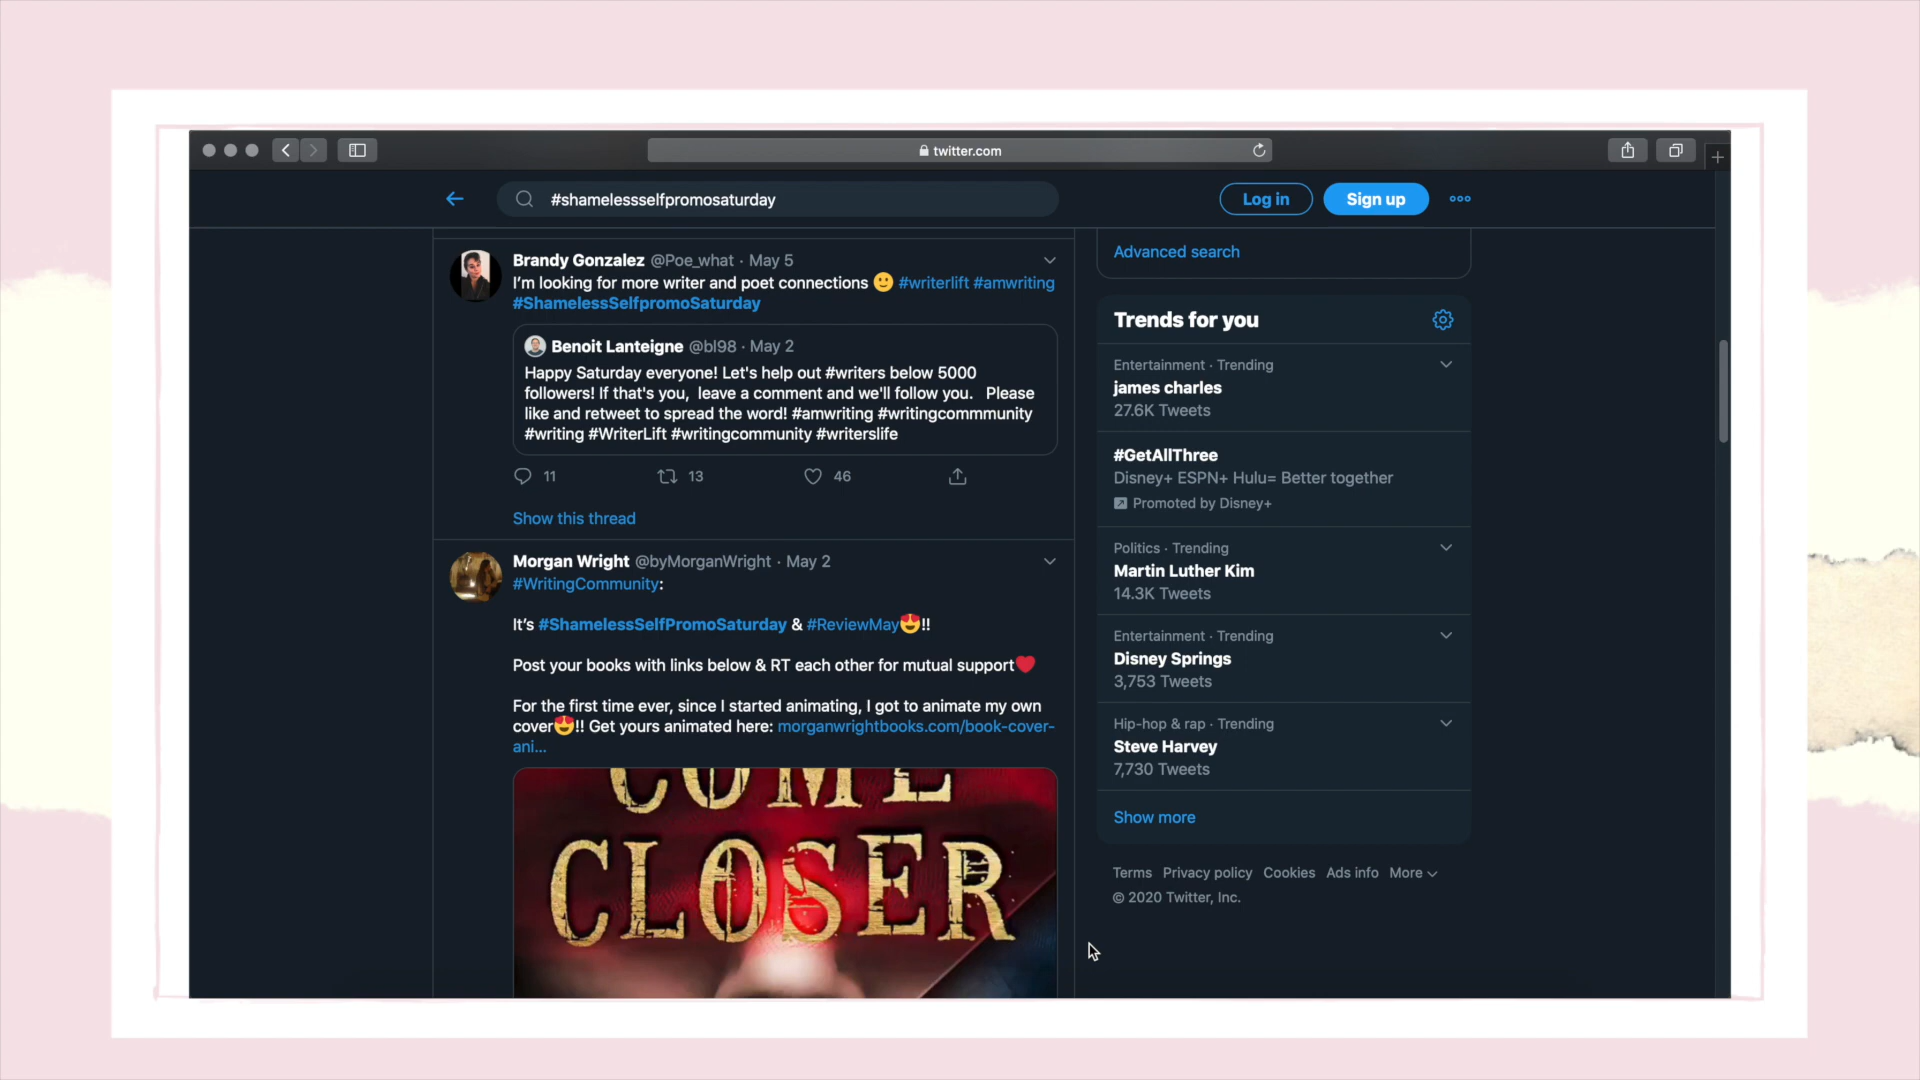 twitter.com
#shamelessselfpromosaturday
Log in
Sign up
Brandy Gonzalez @Poe_what · May 5
I'm looking for more writer and poet connections 🙂 #writerlift #amwriting
#ShamelessSelfpromoSaturday
Benoit Lanteigne @bl98 · May 2
Happy Saturday everyone! Let's help out #writers below 5000
followers! If that's you, leave a comment and we'll follow you. Please
like and retweet to spread the word! #amwriting #writingcommmunity
#writing #WriterLift #writingcommunity #writerslife
11 13 46
Show this thread
Morgan Wright @byMorganWright · May 2
#WritingCommunity:
It's #ShamelessSelfPromoSaturday & #ReviewMay😍!!
Post your books with links below & RT each other for mutual support❤️
For the first time ever, since I started animating, I got to animate my own
cover😍!! Get yours animated here: morganwrightbooks.com/book-cover-
ani...
COME
CLOSER
Advanced search
Trends for you
Entertainment · Trending
james charles
27.6K Tweets
#GetAllThree
Disney+ ESPN+ Hulu= Better together
Promoted by Disney+
Politics · Trending
Martin Luther Kim
14.3K Tweets
Entertainment · Trending
Disney Springs
3,753 Tweets
Hip-hop & rap · Trending
Steve Harvey
7,730 Tweets
Show more
Terms Privacy policy Cookies Ads info More
© 2020 Twitter, Inc.